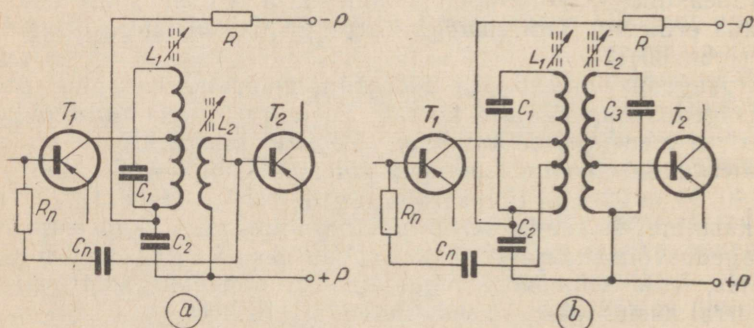 −P
R
L₁
L₂
T₁
T₂
C₁
Rₙ
C₂
Cₙ
+P
a
−P
R
L₁
L₂
C₁
C₃
T₁
T₂
Rₙ
C₂
Cₙ
+P
b